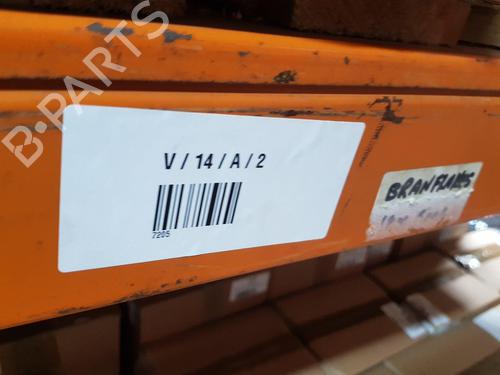 B-PARTS
V / 14 / A / 2
7205
BRANFLAKES